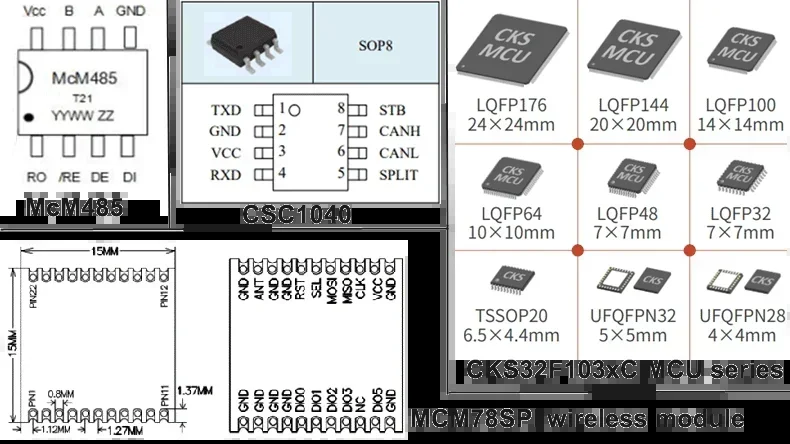 Vcc B A GND
McM485
T21
YYWW ZZ
RO /RE DE DI
McM485
SOP8
TXD 1 8 STB
GND 2 7 CANH
VCC 3 6 CANL
RXD 4 5 SPLIT
CSC1040
CKS MCU
CKS MCU
CKS MCU
LQFP176
24×24mm
LQFP144
20×20mm
LQFP100
14×14mm
CKS MCU
CKS MCU
CKS MCU
LQFP64
10×10mm
LQFP48
7×7mm
LQFP32
7×7mm
CKS
CKS
CKS
TSSOP20
6.5×4.4mm
UFQFPN32
5×5mm
UFQFPN28
4×4mm
CKS32F103xC MCU series
15MM
PIN22
PIN12
15MM
PIN1
0.8MM
PIN11
1.37MM
1.12MM
1.27MM
GND ANT GND GND RST SEL MOSI MISO CLK VCC GND
GND GND GND GND DIO0 DIO1 DIO2 DIO3 NC DIO5 GND
MCM78SP wireless module